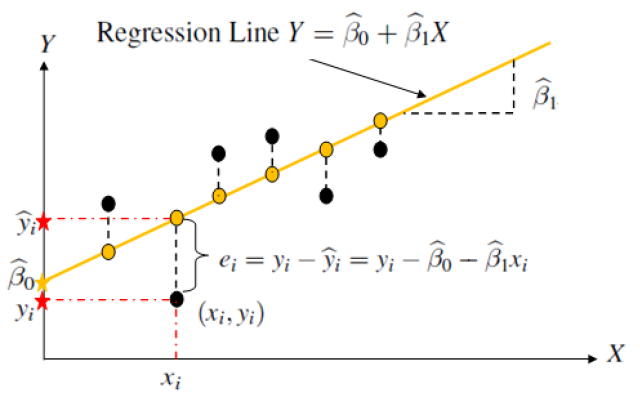 Regression Line Y = β̂₀ + β̂₁X
Y
β̂₁
ŷᵢ
eᵢ = yᵢ − ŷᵢ = yᵢ − β̂₀ − β̂₁xᵢ
β̂₀
yᵢ
(xᵢ, yᵢ)
X
xᵢ